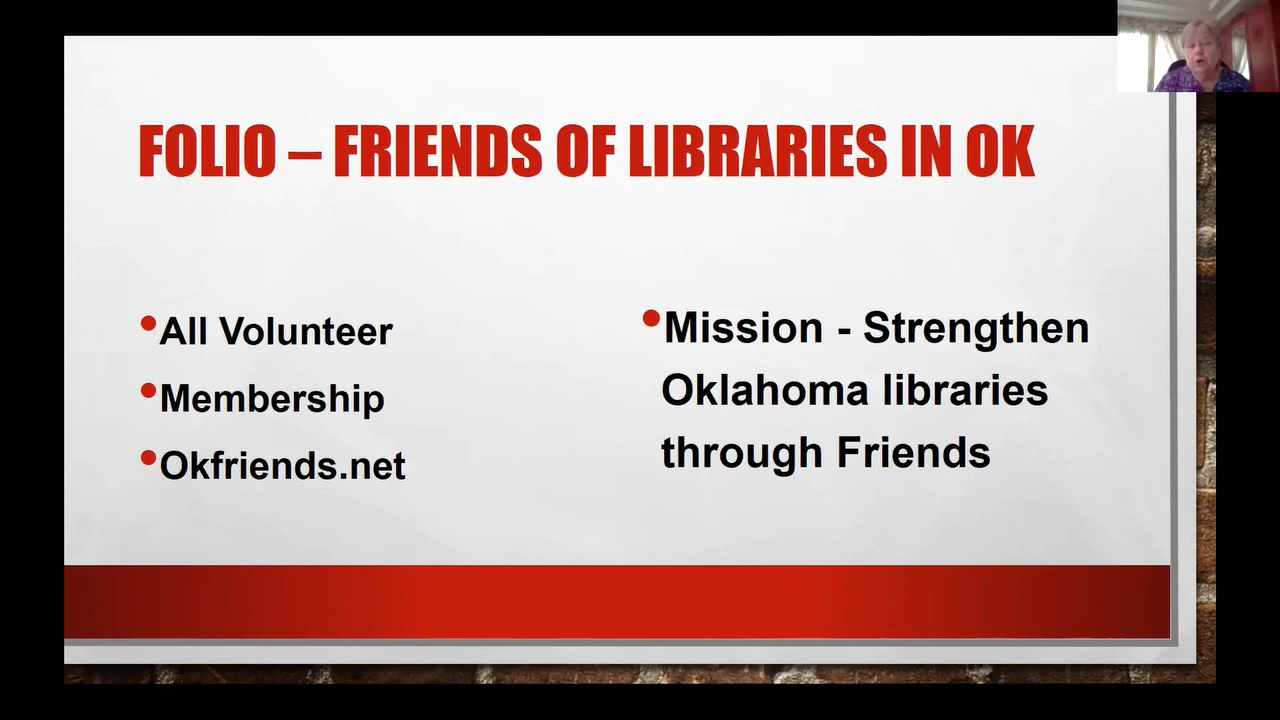 FOLIO – FRIENDS OF LIBRARIES IN OK
•All Volunteer
•Membership
•Okfriends.net
•Mission - Strengthen
Oklahoma libraries
through Friends